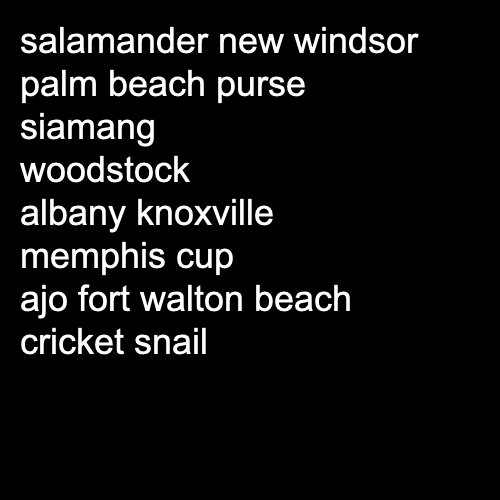 salamander new windsor
palm beach purse
siamang
woodstock
albany knoxville
memphis cup
ajo fort walton beach
cricket snail